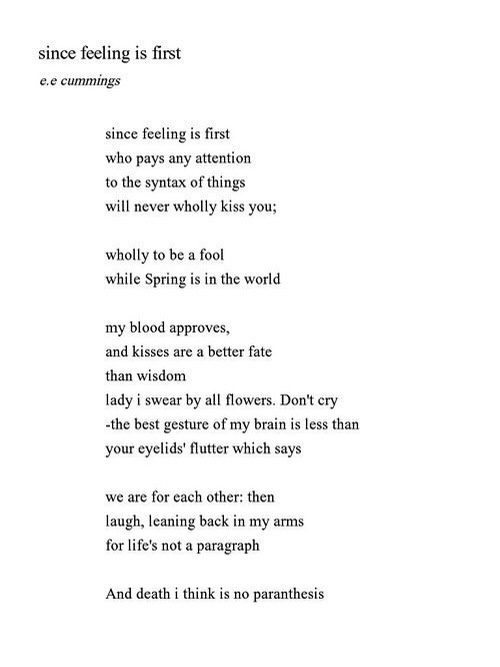 since feeling is first
e.e cummings
since feeling is first
who pays any attention
to the syntax of things
will never wholly kiss you;
wholly to be a fool
while Spring is in the world
my blood approves,
and kisses are a better fate
than wisdom
lady i swear by all flowers. Don't cry
-the best gesture of my brain is less than
your eyelids' flutter which says
we are for each other: then
laugh, leaning back in my arms
for life's not a paragraph
And death i think is no paranthesis